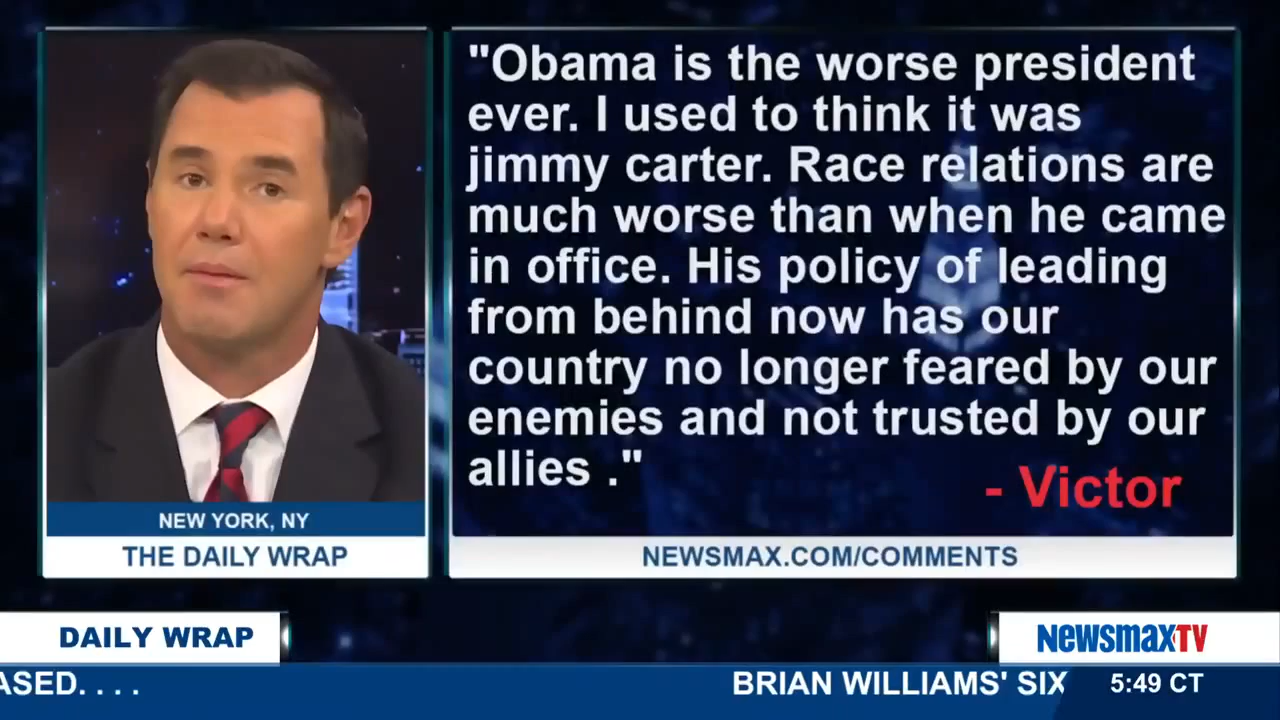 "Obama is the worse president
ever. I used to think it was
jimmy carter. Race relations are
much worse than when he came
in office. His policy of leading
from behind now has our
country no longer feared by our
enemies and not trusted by our
allies ."
- Victor
NEW YORK, NY
THE DAILY WRAP
NEWSMAX.COM/COMMENTS
DAILY WRAP
NEWSMAXTV
ASED. . . .
BRIAN WILLIAMS' SIX
5:49 CT